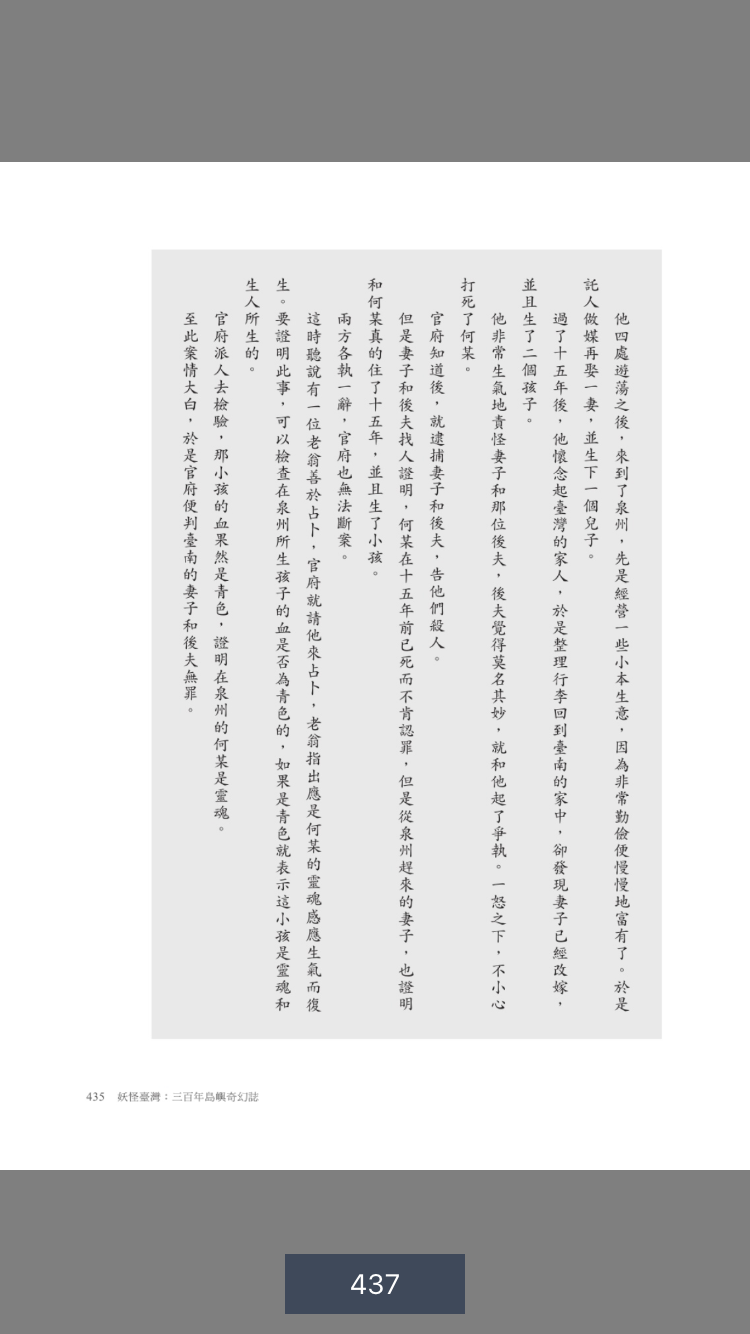 他四處遊蕩之後，來到了泉州，先是經營一些小本生意，因為非常勤儉便慢慢地富有了。於是
託人做媒再娶一妻，並生下一個兒子。
過了十五年後，他懷念起臺灣的家人，於是整理行李回到臺南的家中，卻發現妻子已經改嫁，
並且生了二個孩子。
他非常生氣地責怪妻子和那位後夫，後夫覺得莫名其妙，就和他起了爭執。一怒之下，不小心
打死了何某。
官府知道後，就逮捕妻子和後夫，告他們殺人。
但是妻子和後夫找人證明，何某在十五年前已死而不肯認罪，但是從泉州趕來的妻子，也證明
和何某真的住了十五年，並且生了小孩。
兩方各執一辭，官府也無法斷案。
這時聽說有一位老翁善於占卜，官府就請他來占卜，老翁指出應是何某的靈魂感應生氣而復
生。要證明此事，可以檢查在泉州所生孩子的血是否為青色的，如果是青色就表示這小孩是靈魂和
生人所生的。
官府派人去檢驗，那小孩的血果然是青色，證明在泉州的何某是靈魂。
至此案情大白，於是官府便判臺南的妻子和後夫無罪。
435 妖怪臺灣：三百年島嶼奇幻誌
437